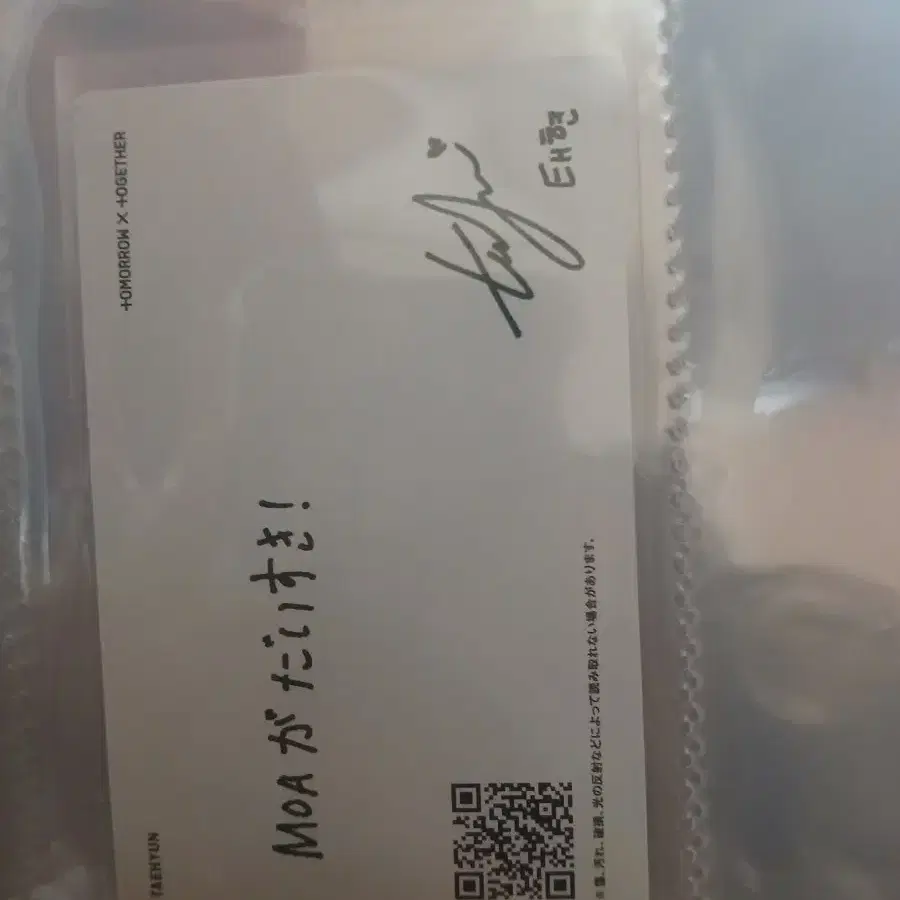 TAEHYUN
TOMORROW X TOGETHER
MOAがだいすき!
태현
※傷、汚れ、破損、光の反射などによって読み取れない場合があります。